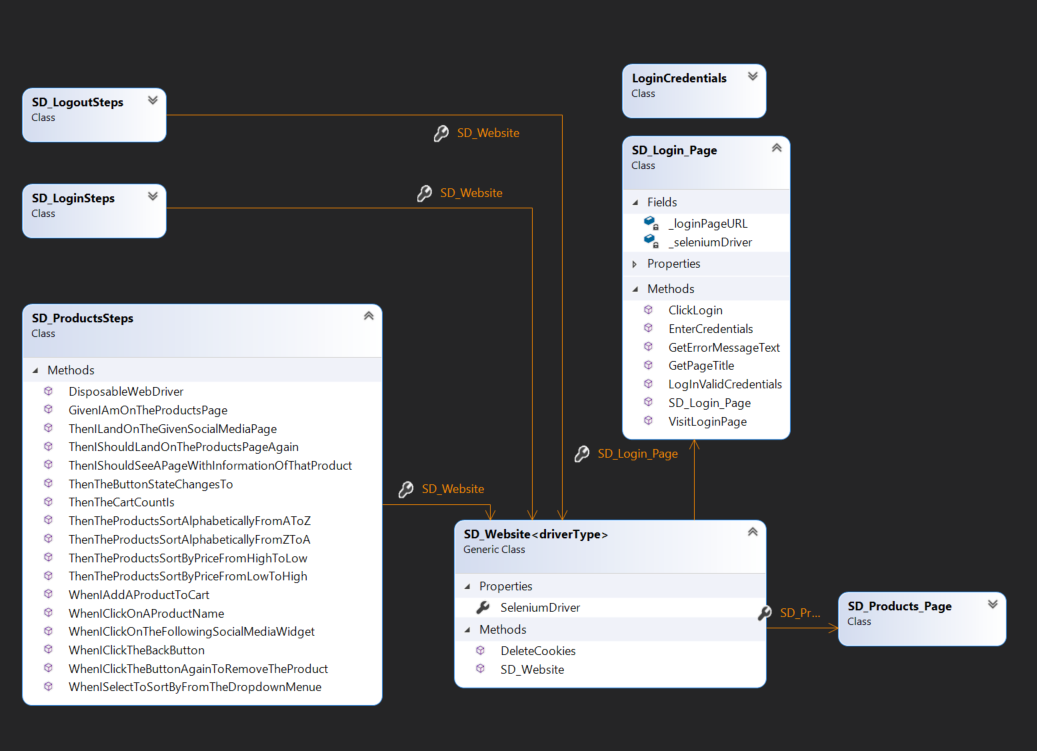 SD_LogoutSteps
Class
SD_Website
SD_LoginSteps
Class
SD_Website
SD_ProductsSteps
Class
Methods
DisposableWebDriver
GivenIAmOnTheProductsPage
ThenILandOnTheGivenSocialMediaPage
ThenIShouldLandOnTheProductsPageAgain
ThenIShouldSeeAPageWithInformationOfThatProduct
ThenTheButtonStateChangesTo
ThenTheCartCountIs
ThenTheProductsSortAlphabeticallyFromAToZ
ThenTheProductsSortAlphabeticallyFromZToA
ThenTheProductsSortByPriceFromHighToLow
ThenTheProductsSortByPriceFromLowToHigh
WhenIAddAProductToCart
WhenIClickOnAProductName
WhenIClickOnTheFollowingSocialMediaWidget
WhenIClickTheBackButton
WhenIClickTheButtonAgainToRemoveTheProduct
WhenISelectToSortByFromTheDropdownMenue
SD_Website
LoginCredentials
Class
SD_Login_Page
Class
Fields
_loginPageURL
_seleniumDriver
Properties
Methods
ClickLogin
EnterCredentials
GetErrorMessageText
GetPageTitle
LogInValidCredentials
SD_Login_Page
VisitLoginPage
SD_Login_Page
SD_Website<driverType>
Generic Class
Properties
SeleniumDriver
Methods
DeleteCookies
SD_Website
SD_Pr...
SD_Products_Page
Class